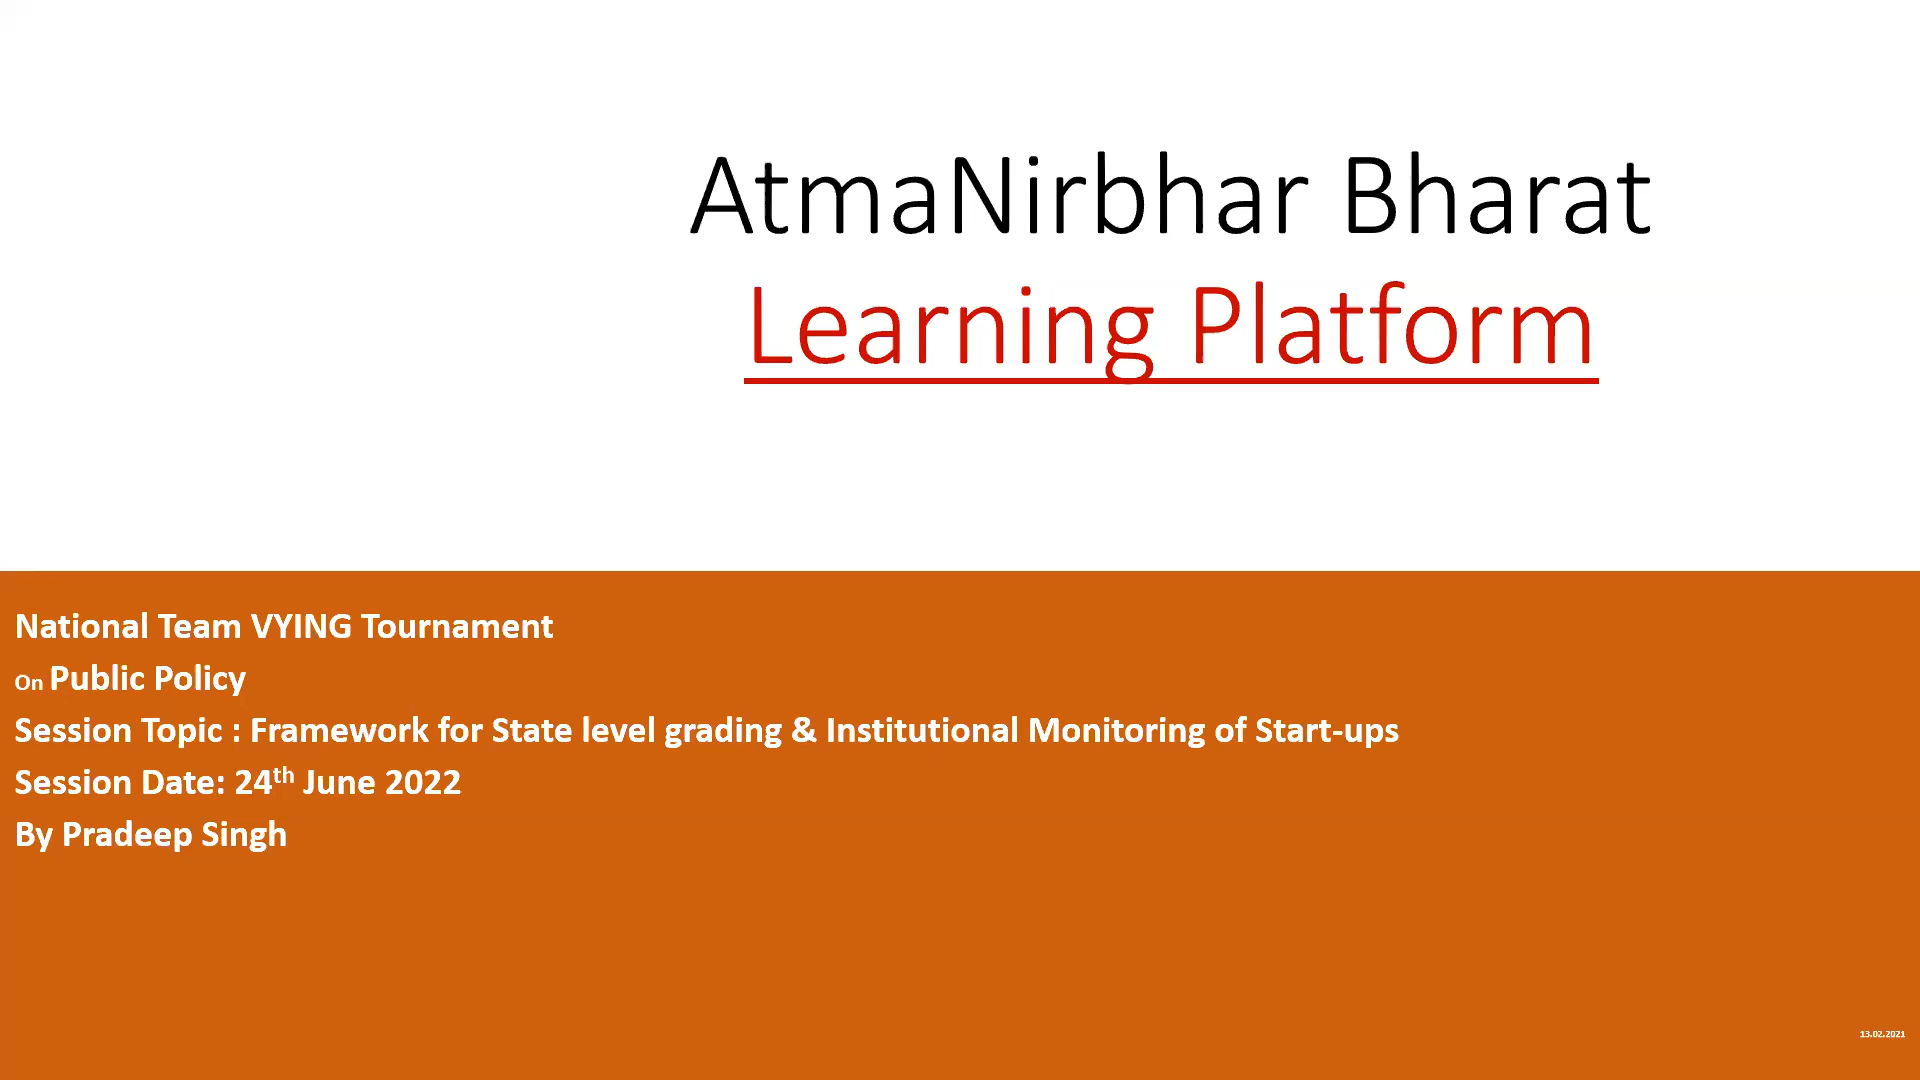 AtmaNirbhar Bharat
Learning Platform
National Team VYING Tournament
On Public Policy
Session Topic : Framework for State level grading & Institutional Monitoring of Start-ups
Session Date: 24th June 2022
By Pradeep Singh
13.02.2021